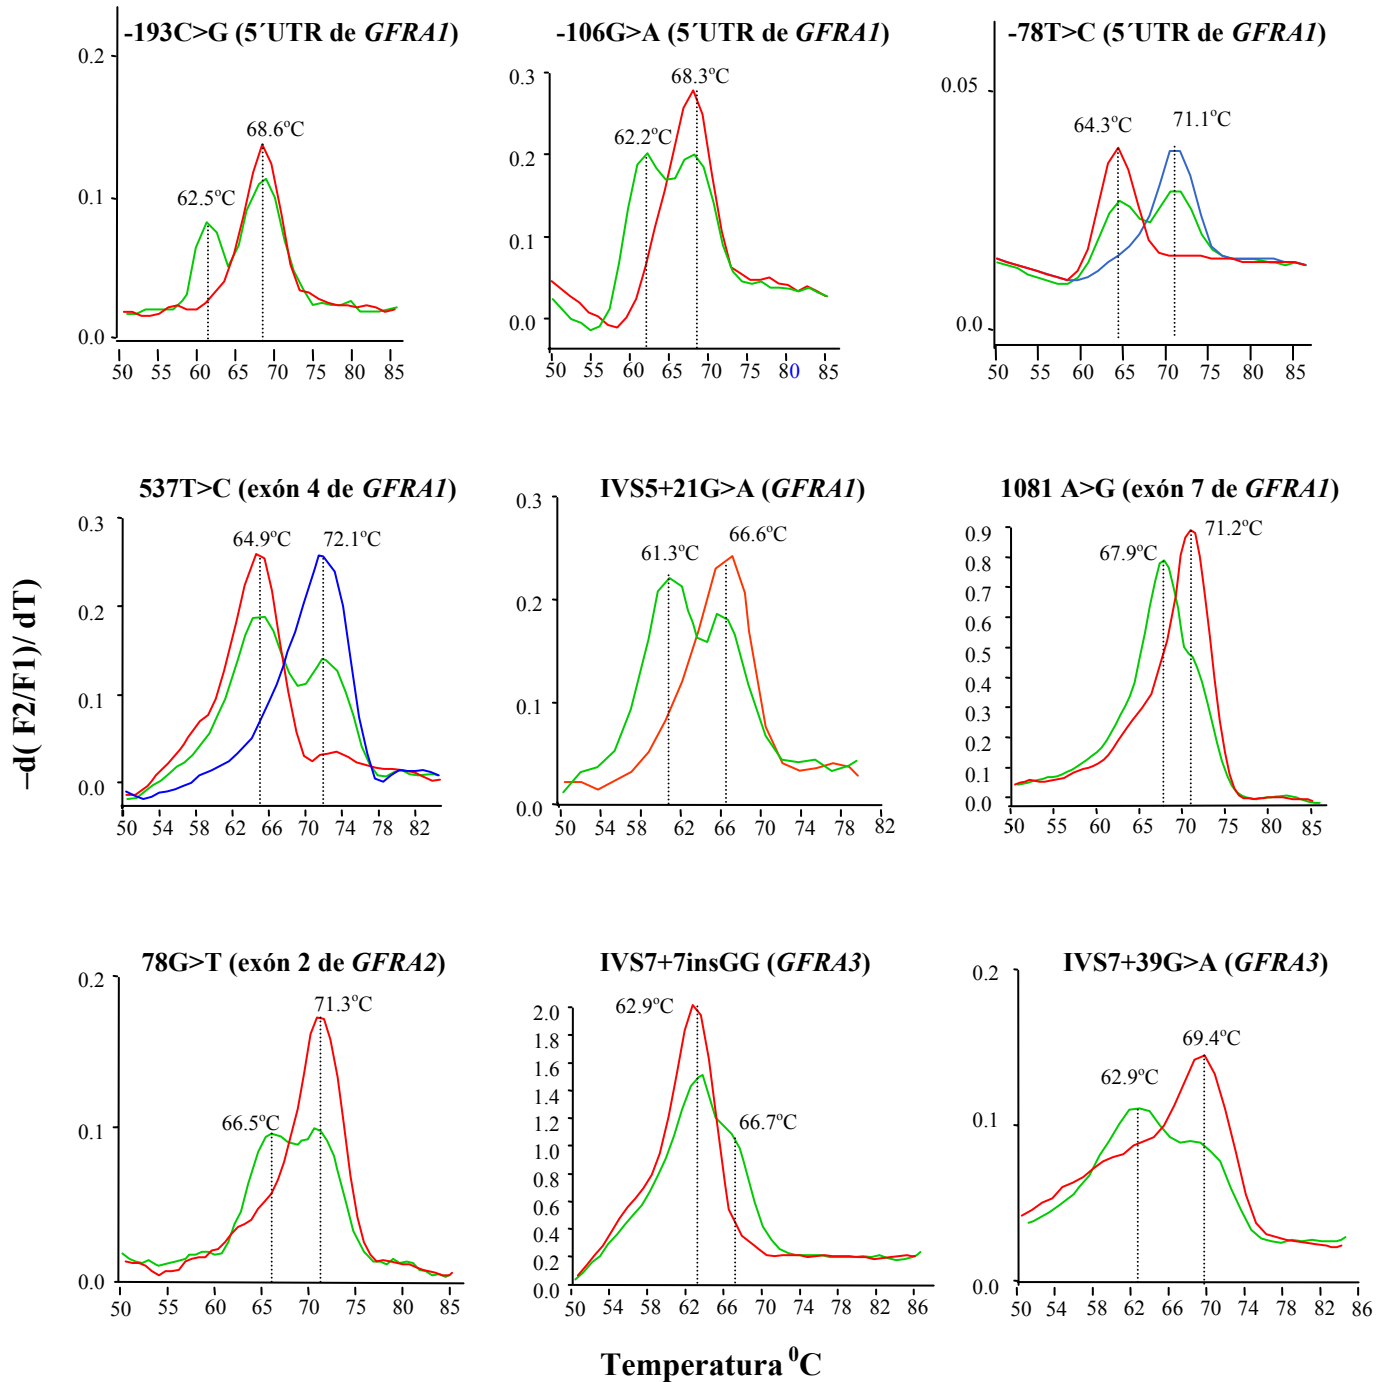 -193C>G (5´UTR de GFRA1)
-106G>A (5´UTR de GFRA1)
-78T>C (5´UTR de GFRA1)
0.2
0.1
0.0
62.5ºC
68.6ºC
50 55 60 65 70 75 80 85
0.3
0.2
0.1
0.0
62.2ºC
68.3ºC
50 55 60 65 70 75 80 85
0.05
0.0
64.3ºC
71.1ºC
50 55 60 65 70 75 80 85
537T>C (exón 4 de GFRA1)
IVS5+21G>A (GFRA1)
1081 A>G (exón 7 de GFRA1)
0.3
0.2
0.1
0.0
64.9ºC
72.1ºC
50 54 62 66 70 74 78 82
0.3
0.2
0.1
0.0
61.3ºC
66.6ºC
50 54 58 62 66 70 74 78 82
0.9
0.8
0.7
0.6
0.5
0.4
0.3
0.2
0.1
0.0
67.9ºC
71.2ºC
50 55 60 65 70 75 80 85
–d( F2/F1)/ dT)
78G>T (exón 2 de GFRA2)
IVS7+7insGG (GFRA3)
IVS7+39G>A (GFRA3)
0.2
0.1
0.0
66.5ºC
71.3ºC
50 55 60 65 70 75 80 85
2.0
1.8
1.6
1.4
1.2
1.0
0.8
0.6
0.4
0.2
0.0
62.9ºC
66.7ºC
50 54 58 62 66 70 74 78 82 86
0.2
0.1
0.0
62.9ºC
69.4ºC
50 54 58 62 66 70 74 78 82 86
Temperatura ⁰C